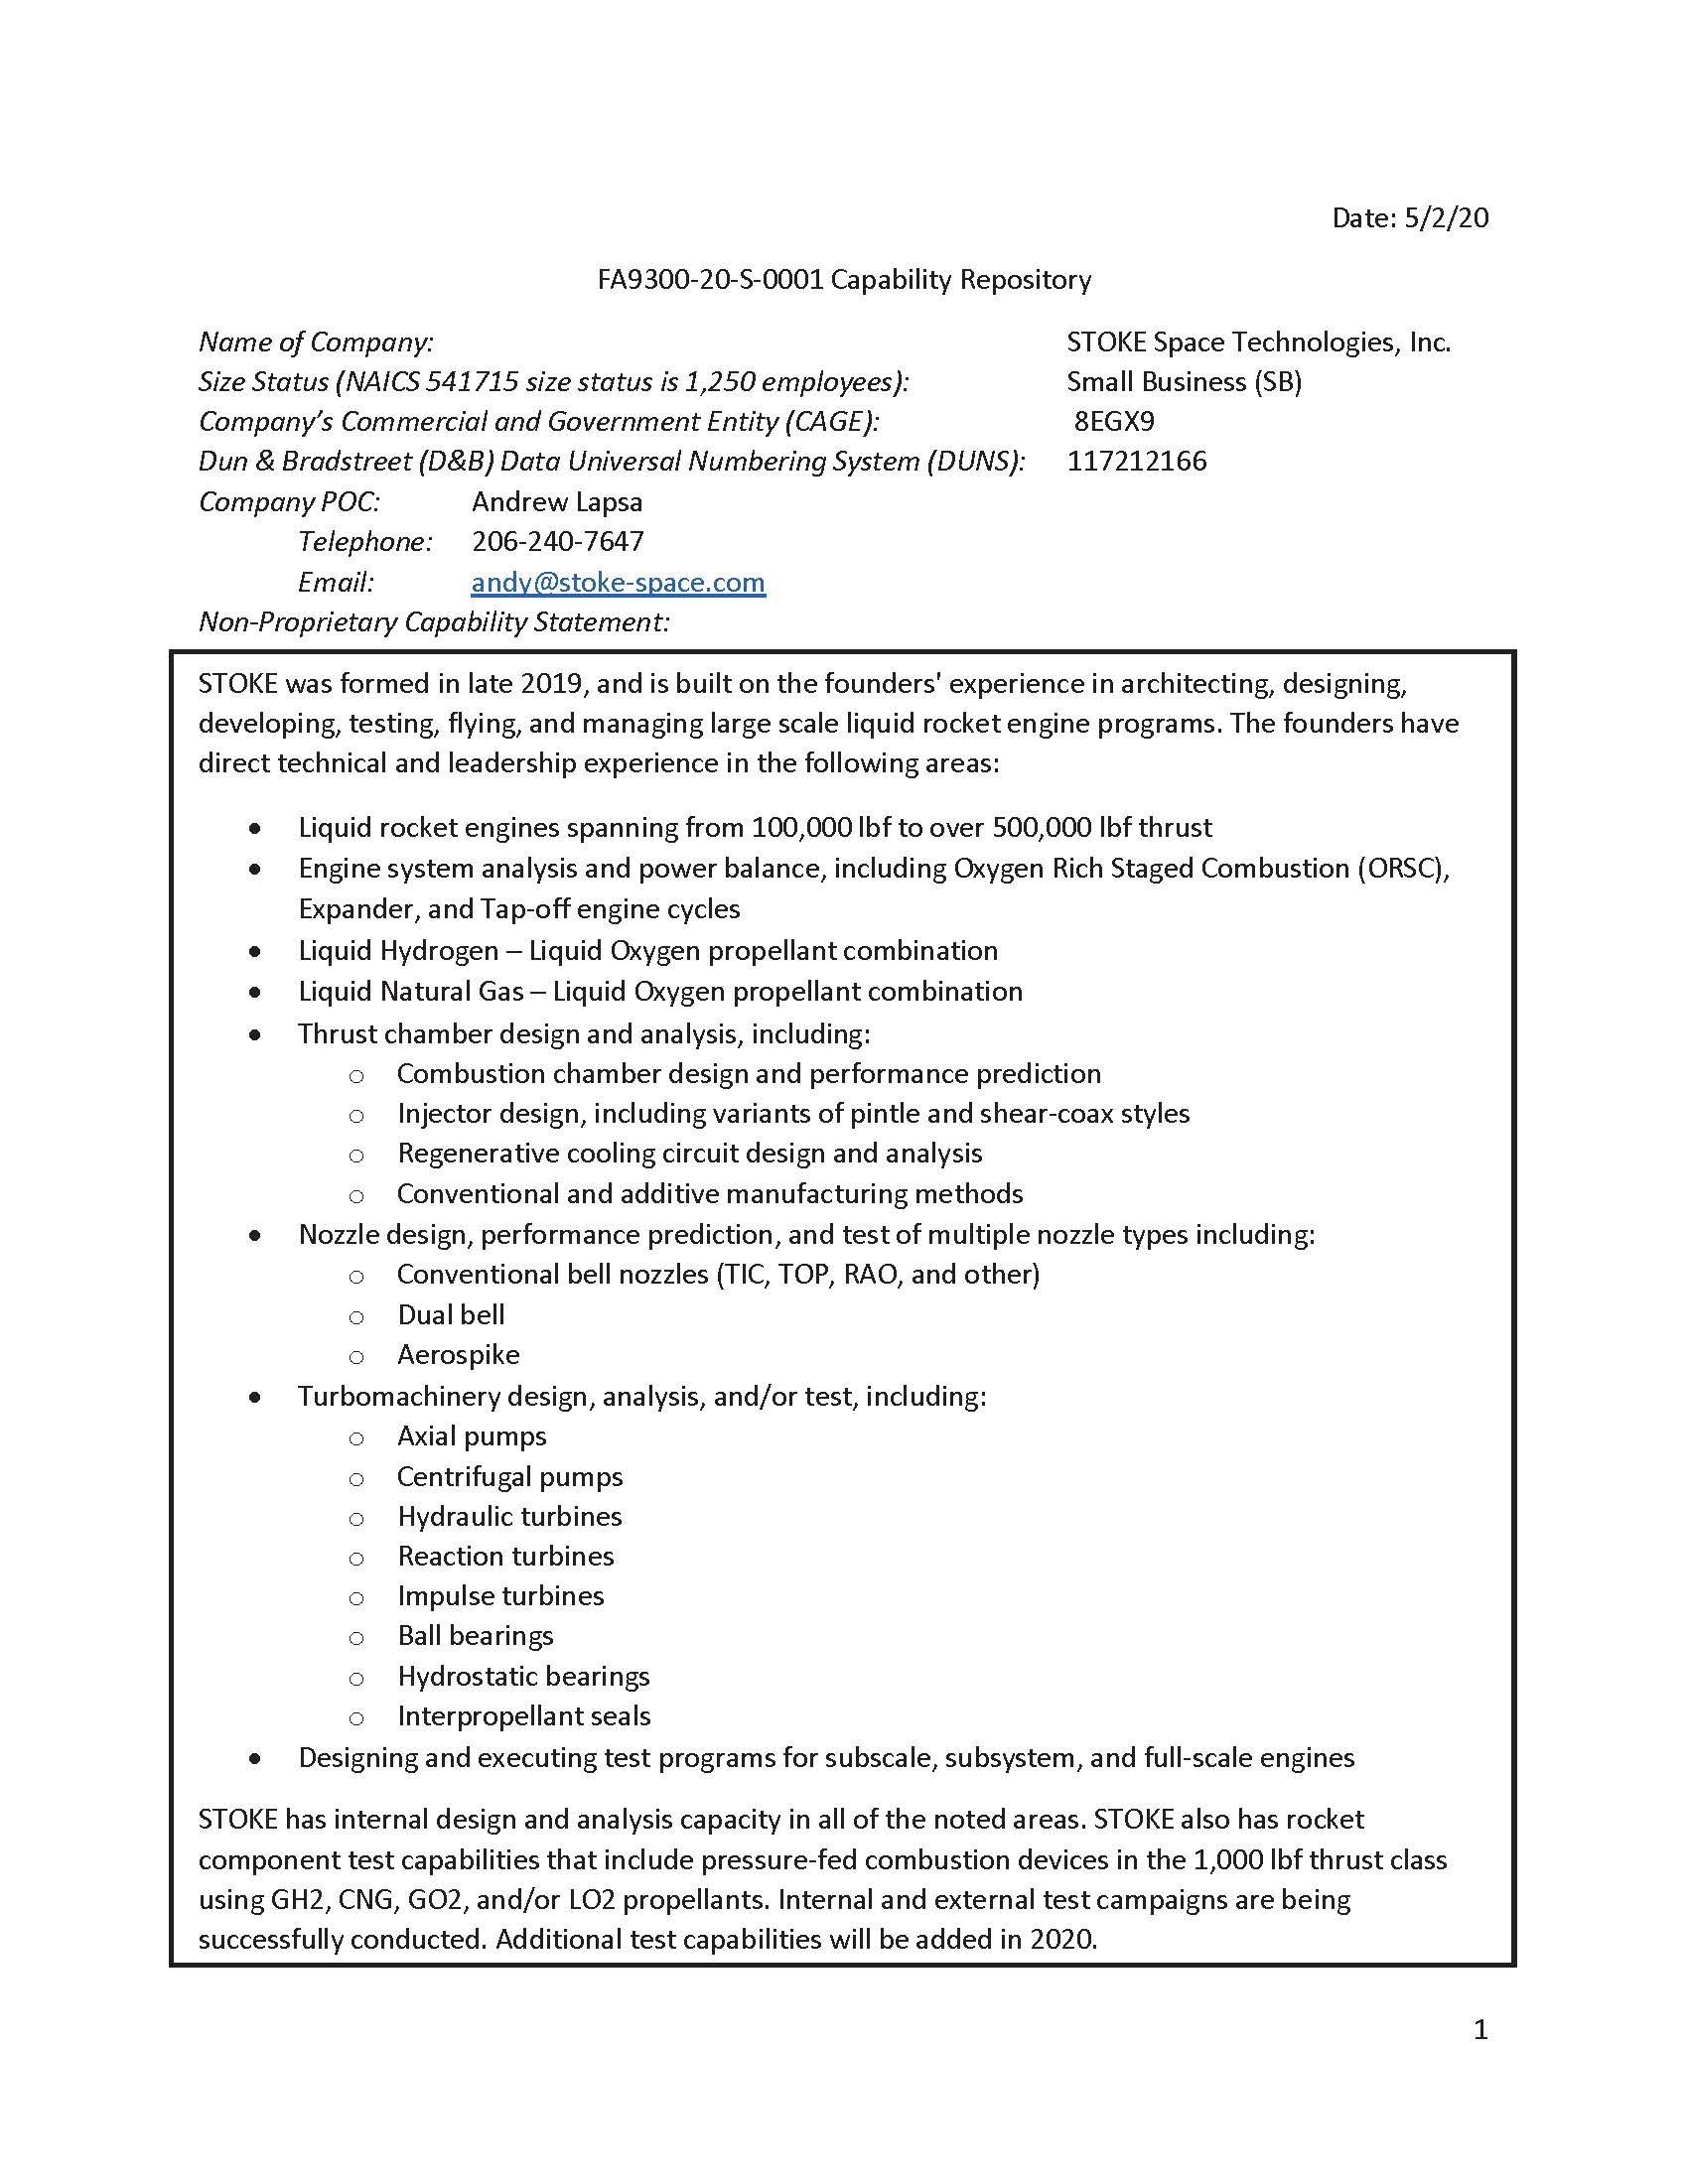 Date: 5/2/20
FA9300-20-S-0001 Capability Repository
Name of Company: STOKE Space Technologies, Inc.
Size Status (NAICS 541715 size status is 1,250 employees): Small Business (SB)
Company's Commercial and Government Entity (CAGE): 8EGX9
Dun & Bradstreet (D&B) Data Universal Numbering System (DUNS): 117212166
Company POC: Andrew Lapsa
Telephone: 206-240-7647
Email: andy@stoke-space.com
Non-Proprietary Capability Statement:
STOKE was formed in late 2019, and is built on the founders' experience in architecting, designing,
developing, testing, flying, and managing large scale liquid rocket engine programs. The founders have
direct technical and leadership experience in the following areas:
• Liquid rocket engines spanning from 100,000 lbf to over 500,000 lbf thrust
• Engine system analysis and power balance, including Oxygen Rich Staged Combustion (ORSC),
Expander, and Tap-off engine cycles
• Liquid Hydrogen – Liquid Oxygen propellant combination
• Liquid Natural Gas – Liquid Oxygen propellant combination
• Thrust chamber design and analysis, including:
o Combustion chamber design and performance prediction
o Injector design, including variants of pintle and shear-coax styles
o Regenerative cooling circuit design and analysis
o Conventional and additive manufacturing methods
• Nozzle design, performance prediction, and test of multiple nozzle types including:
o Conventional bell nozzles (TIC, TOP, RAO, and other)
o Dual bell
o Aerospike
• Turbomachinery design, analysis, and/or test, including:
o Axial pumps
o Centrifugal pumps
o Hydraulic turbines
o Reaction turbines
o Impulse turbines
o Ball bearings
o Hydrostatic bearings
o Interpropellant seals
• Designing and executing test programs for subscale, subsystem, and full-scale engines
STOKE has internal design and analysis capacity in all of the noted areas. STOKE also has rocket
component test capabilities that include pressure-fed combustion devices in the 1,000 lbf thrust class
using GH2, CNG, GO2, and/or LO2 propellants. Internal and external test campaigns are being
successfully conducted. Additional test capabilities will be added in 2020.
1